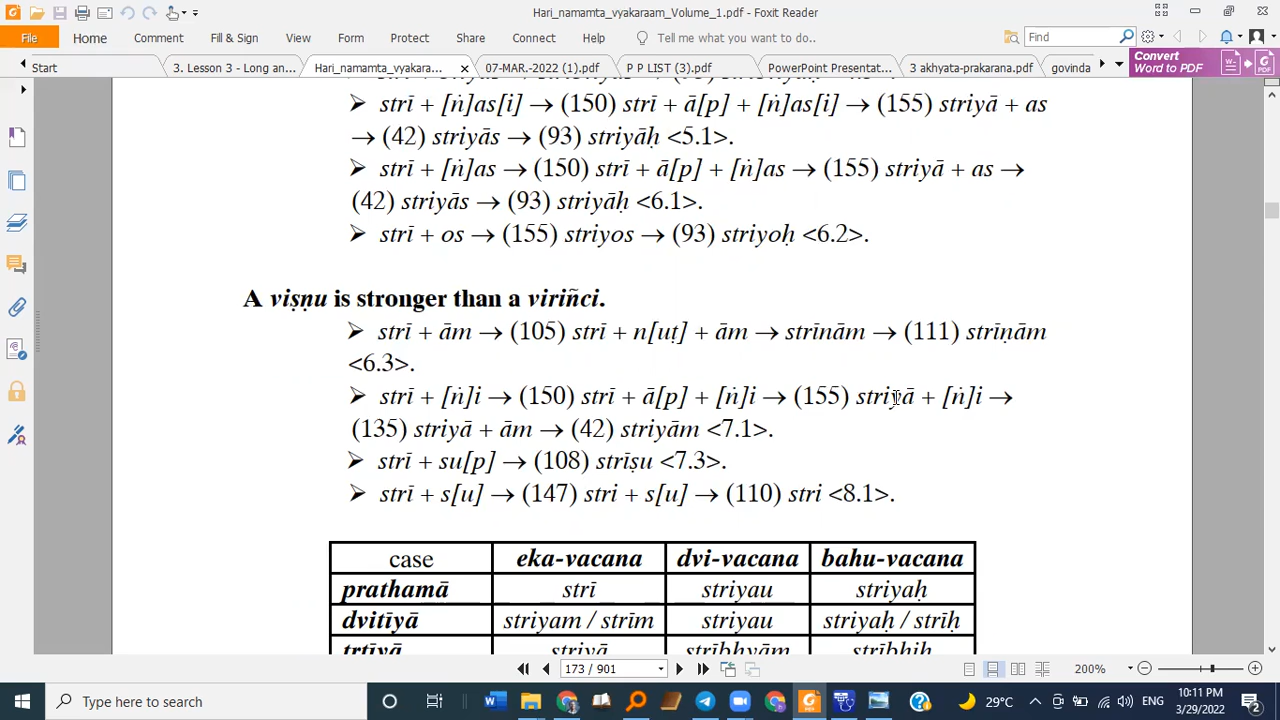 Hari_namamta_vyakaraam_Volume_1.pdf - Foxit Reader
File Home Comment Fill & Sign View Form Protect Share Connect Help Tell me what you want to do... Find
Start 3. Lesson 3 - Long an... Hari_namamta_vyakara... 07-MAR.-2022 (1).pdf P P LIST (3).pdf PowerPoint Presentat... 3 akhyata-prakarana.pdf govinda Convert Word to PDF
➢ strī + [ṅ]as[i] → (150) strī + ā[p] + [ṅ]as[i] → (155) striyā + as
→ (42) striyās → (93) striyāḥ <5.1>.
➢ strī + [ṅ]as → (150) strī + ā[p] + [ṅ]as → (155) striyā + as →
(42) striyās → (93) striyāḥ <6.1>.
➢ strī + os → (155) striyos → (93) striyoḥ <6.2>.
A viṣṇu is stronger than a viriñci.
➢ strī + ām → (105) strī + n[uṭ] + ām → strīnām → (111) strīṇām
<6.3>.
➢ strī + [ṅ]i → (150) strī + ā[p] + [ṅ]i → (155) striyā + [ṅ]i →
(135) striyā + ām → (42) striyām <7.1>.
➢ strī + su[p] → (108) strīṣu <7.3>.
➢ strī + s[u] → (147) stri + s[u] → (110) stri <8.1>.
case eka-vacana dvi-vacana bahu-vacana
prathamā strī striyau striyaḥ
dvitīyā striyam / strīm striyau striyaḥ / strīḥ
tṛtīyā striyā strībhyām strībhiḥ
173 / 901 200%
Type here to search 29°C ENG 10:11 PM
3/29/2022 2